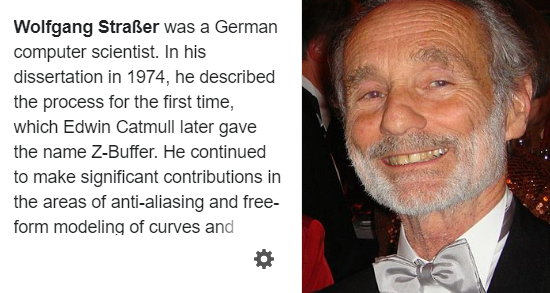 Wolfgang Straßer was a German
computer scientist. In his
dissertation in 1974, he described
the process for the first time,
which Edwin Catmull later gave
the name Z-Buffer. He continued
to make significant contributions in
the areas of anti-aliasing and free-
form modeling of curves and